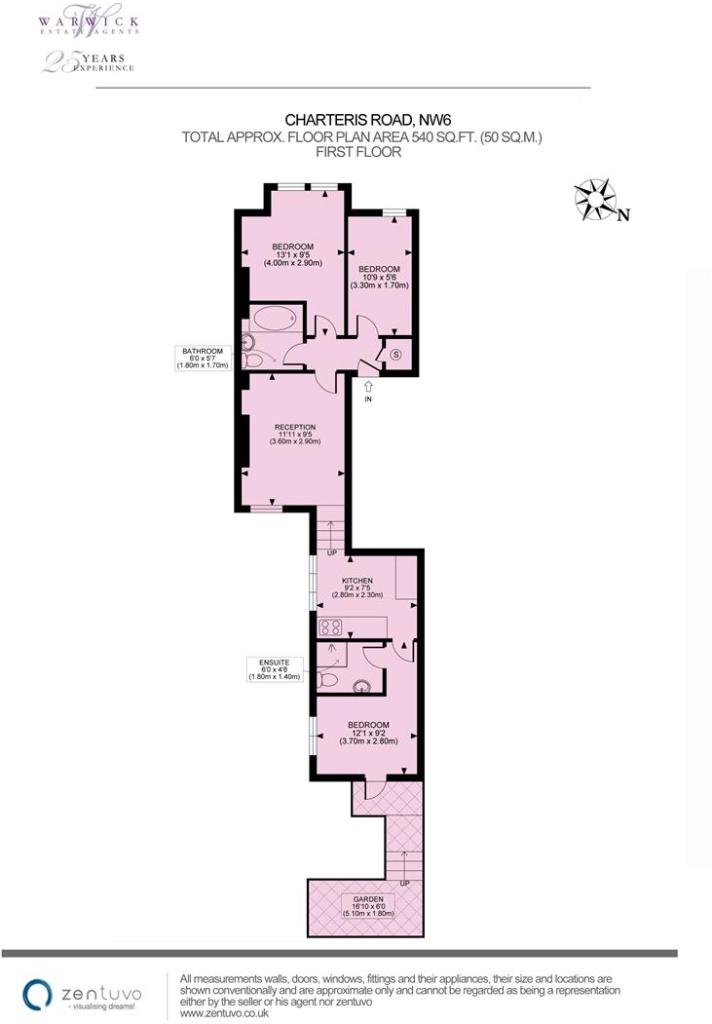 WARWICK
ESTATE AGENTS
25 YEARS
EXPERIENCE
CHARTERIS ROAD, NW6
TOTAL APPROX. FLOOR PLAN AREA 540 SQ.FT. (50 SQ.M.)
FIRST FLOOR
N
BEDROOM
13'1 x 9'5
(4.00m x 2.90m)
BEDROOM
10'9 x 5'6
(3.30m x 1.70m)
BATHROOM
6'0 x 5'7
(1.80m x 1.70m)
S
IN
RECEPTION
11'11 x 9'5
(3.60m x 2.90m)
UP
KITCHEN
9'2 x 7'5
(2.80m x 2.30m)
ENSUITE
6'0 x 4'8
(1.80m x 1.40m)
BEDROOM
12'1 x 9'2
(3.70m x 2.80m)
UP
GARDEN
16'10 x 6'0
(5.10m x 1.80m)
zentuvo
- visualising dreams!
All measurements walls, doors, windows, fittings and their appliances, their size and locations are
shown conventionally and are approximate only and cannot be regarded as being a representation
either by the seller or his agent nor zentuvo
www.zentuvo.co.uk